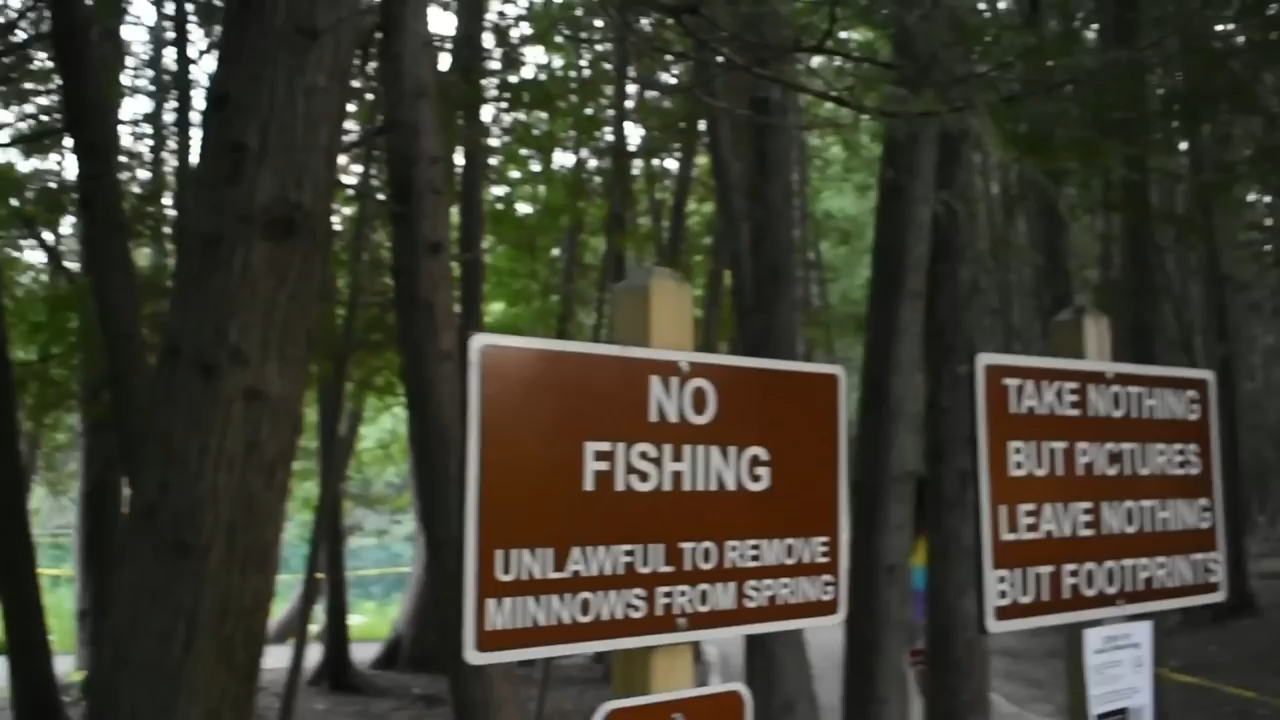 NO
FISHING
UNLAWFUL TO REMOVE
MINNOWS FROM SPRING
TAKE NOTHING
BUT PICTURES
LEAVE NOTHING
BUT FOOTPRINTS